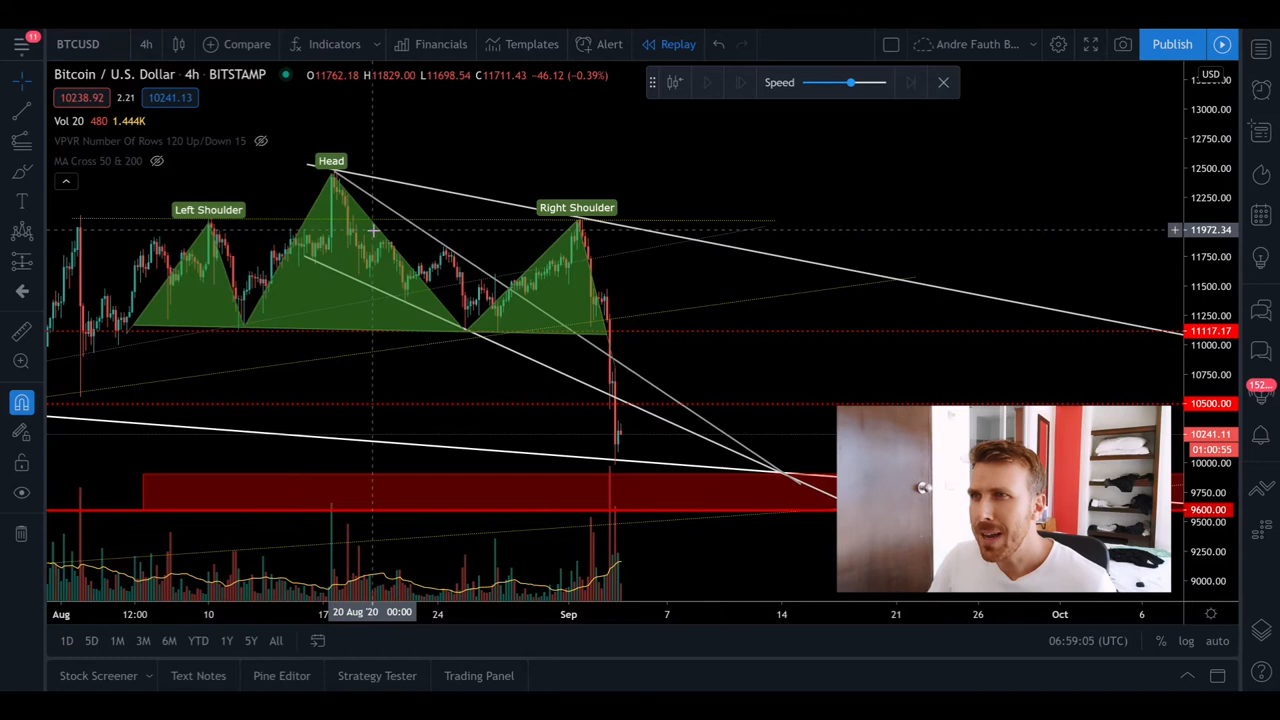 11
BTCUSD 4h Compare Indicators Financials Templates Alert Replay Andre Fauth B... Publish
Bitcoin / U.S. Dollar · 4h · BITSTAMP O11762.18 H11829.00 L11698.54 C11711.43 -46.12 (-0.39%)
Speed
USD
10238.92 2.21 10241.13
Vol 20 480 1.444K
VPVR Number Of Rows 120 Up/Down 15
MA Cross 50 & 200
Head
Left Shoulder
Right Shoulder
13000.00
12750.00
12500.00
12250.00
11972.34
11750.00
11500.00
11250.00
11117.17
11000.00
10750.00
152...
10500.00
10241.11
01:00:55
10000.00
9750.00
9600.00
9500.00
9250.00
9000.00
Aug 12:00 10 17 20 Aug '20 00:00 24 Sep 7 14 21 26 Oct 6
1D 5D 1M 3M 6M YTD 1Y 5Y All 06:59:05 (UTC) % log auto
Stock Screener Text Notes Pine Editor Strategy Tester Trading Panel